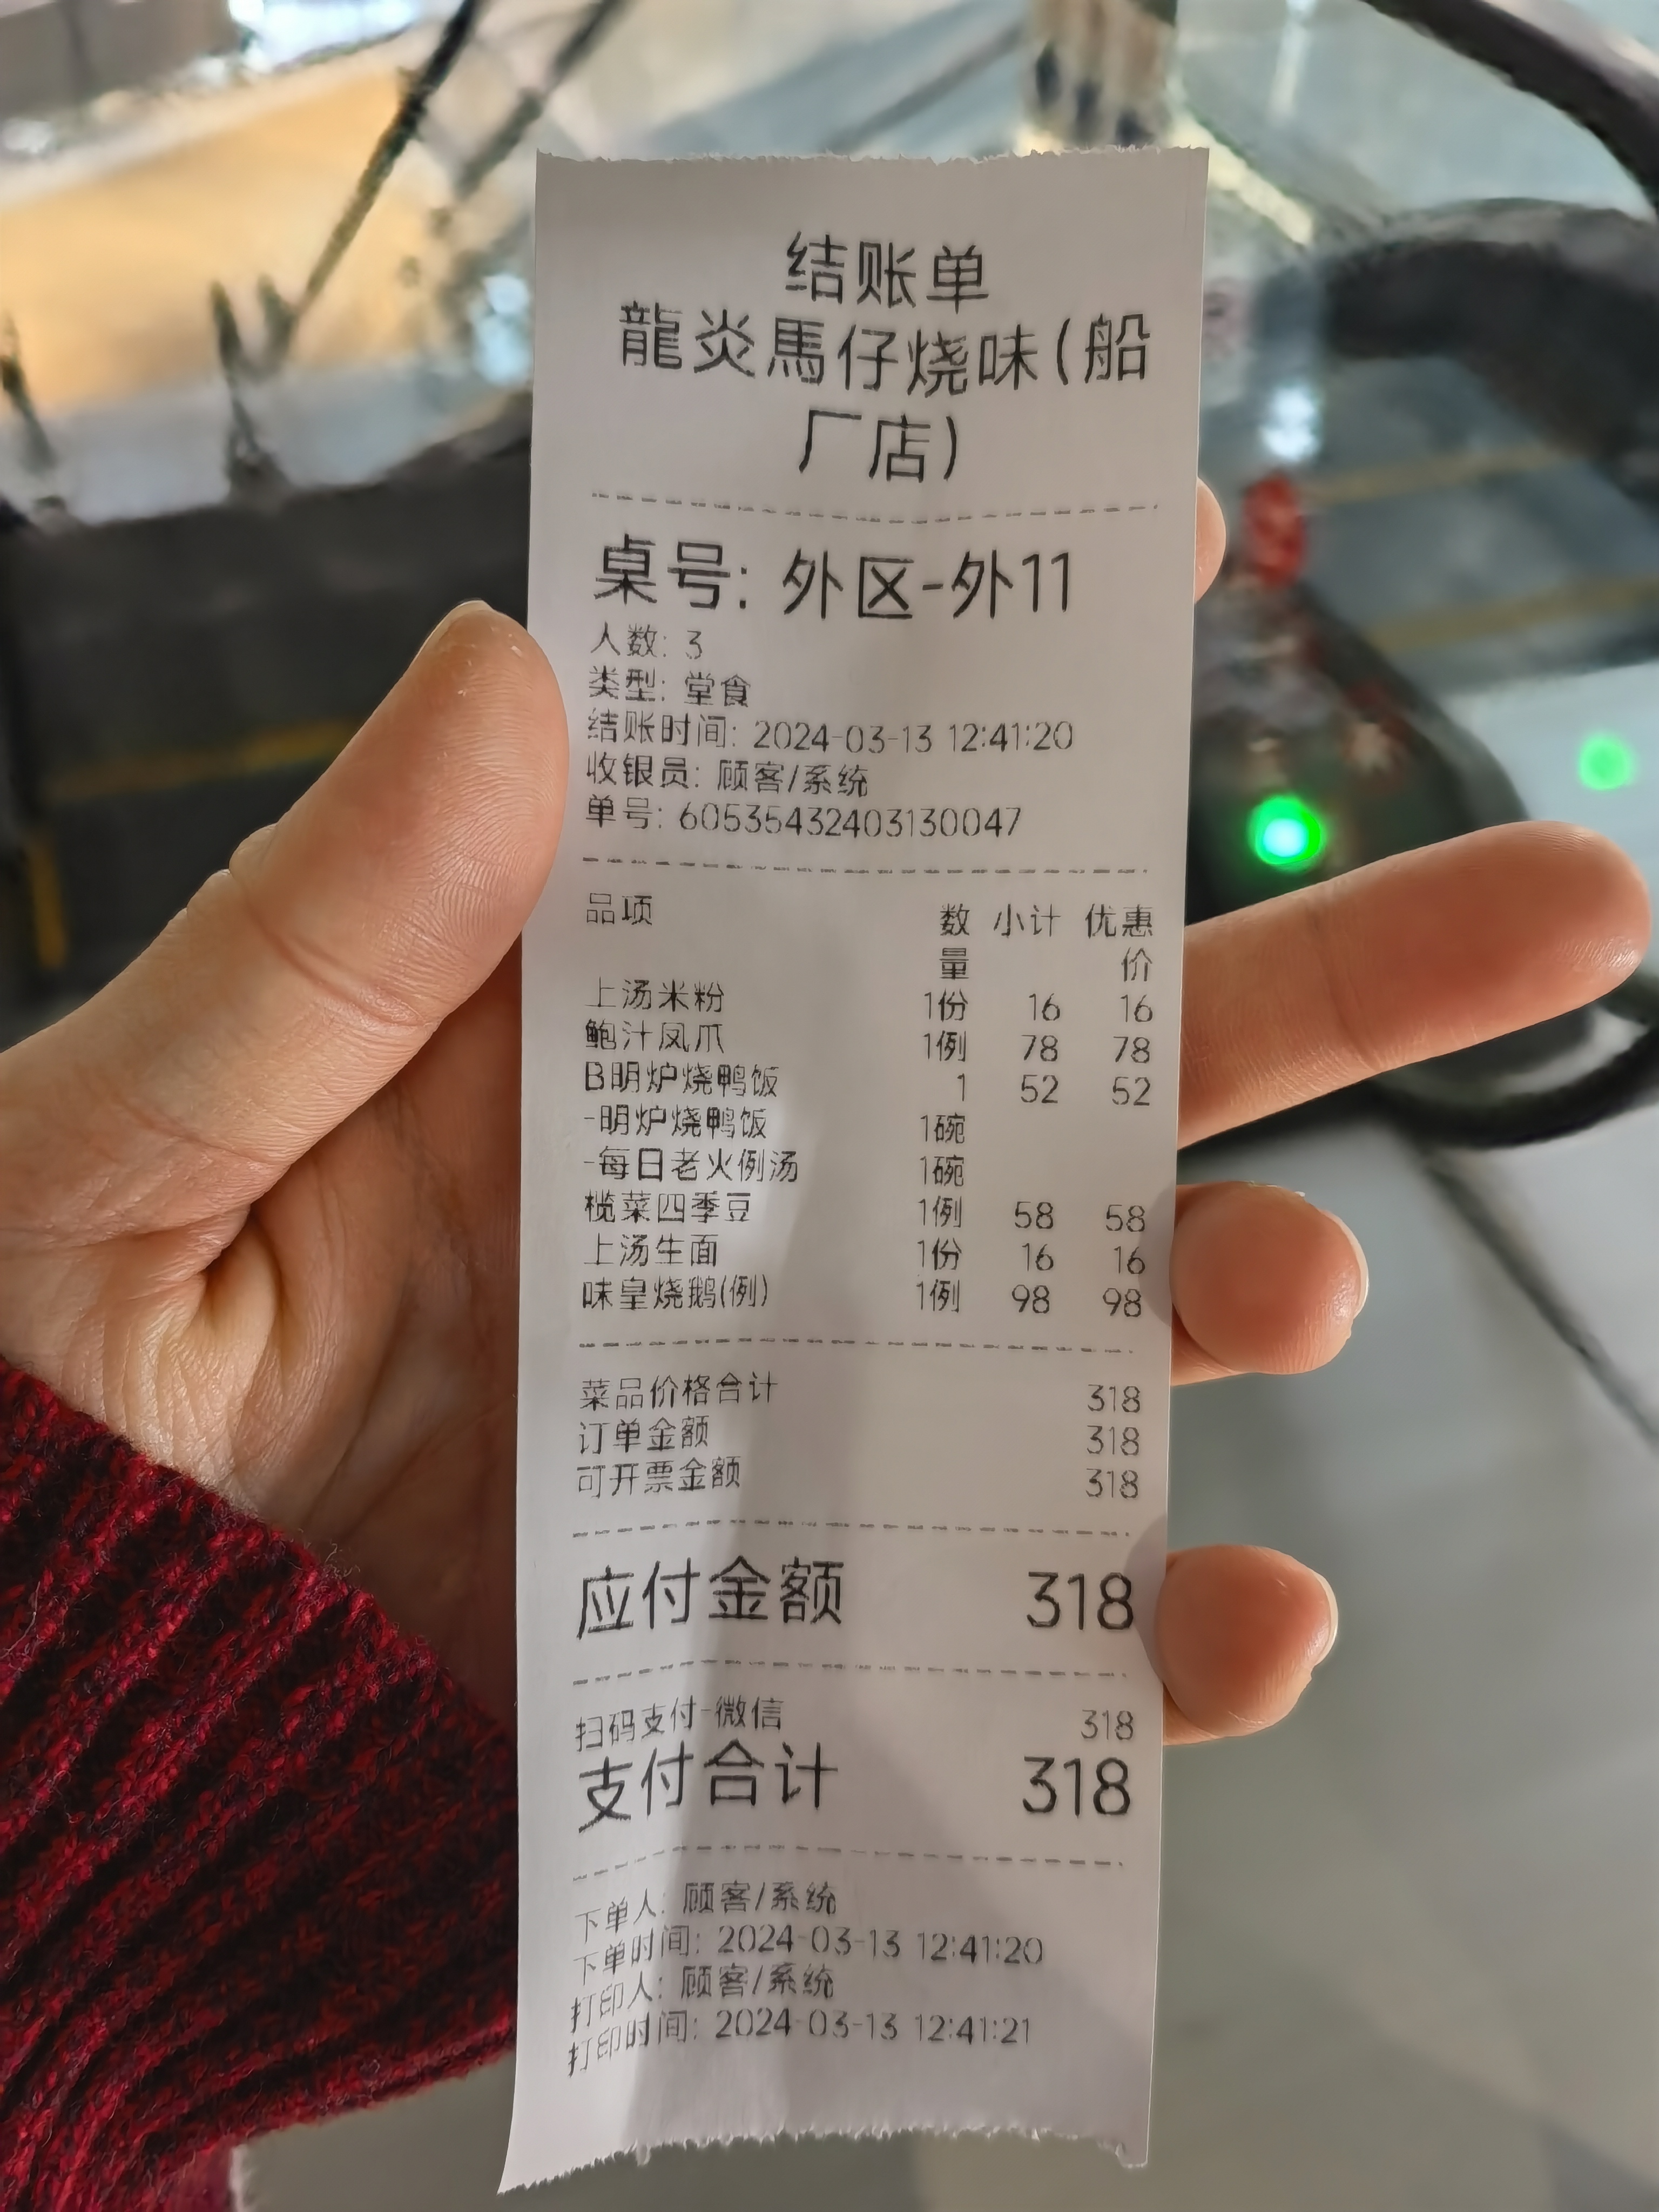 结账单
龍炎馬仔烧味(船
厂店)
桌号: 外区-外11
人数: 3
类型: 堂食
结账时间: 2024-03-13 12:41:20
收银员: 顾客/系统
单号: 60535432403130047
品项 数 小计 优惠
量 价
上汤米粉 1份 16 16
鲍汁凤爪 1例 78 78
B明炉烧鸭饭 1 52 52
-明炉烧鸭饭 1碗
-每日老火例汤 1碗
榄菜四季豆 1例 58 58
上汤生面 1份 16 16
味皇烧鹅(例) 1例 98 98
菜品价格合计 318
订单金额 318
可开票金额 318
应付金额 318
扫码支付-微信 318
支付合计 318
下单人: 顾客/系统
下单时间: 2024-03-13 12:41:20
打印人: 顾客/系统
打印时间: 2024-03-13 12:41:21